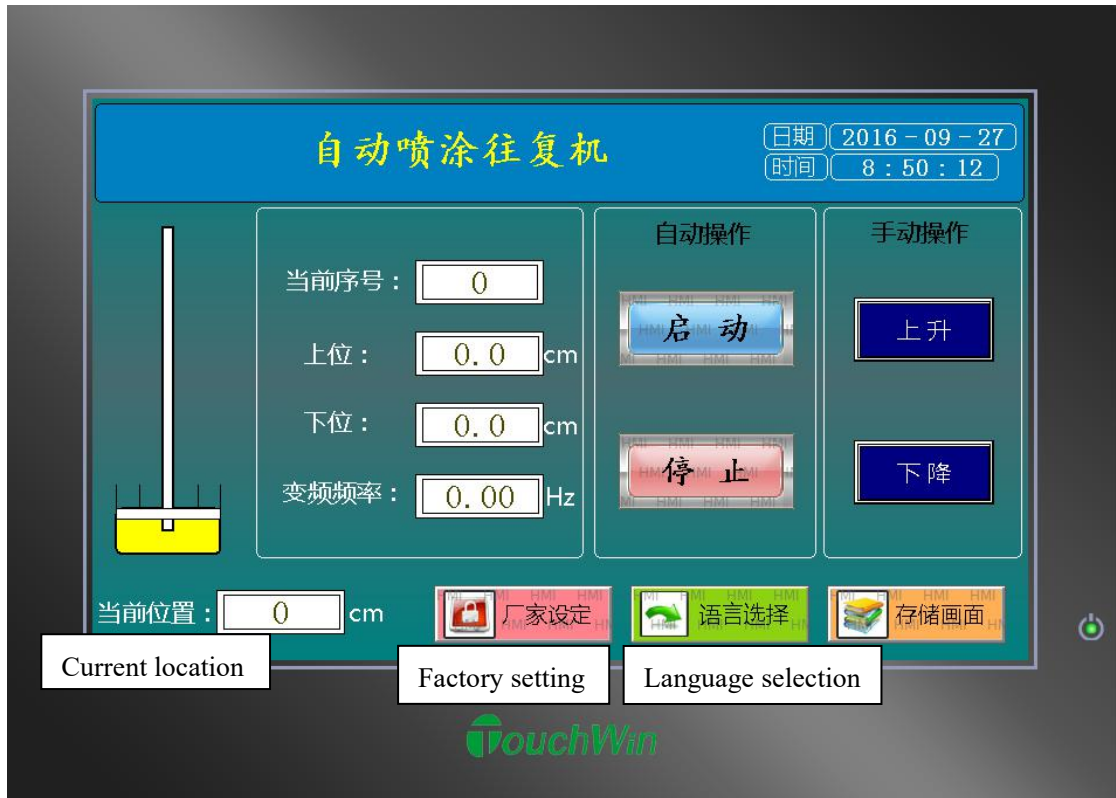 自动喷涂往复机
日期 2016-09-27
时间 8:50:12
自动操作
手动操作
当前序号： 0
启 动
上 升
上位： 0.0 cm
下位： 0.0 cm
停 止
下 降
变频频率： 0.00 Hz
当前位置： 0 cm
厂家设定
语言选择
存储画面
Current location
Factory setting
Language selection
TouchWin
HMI